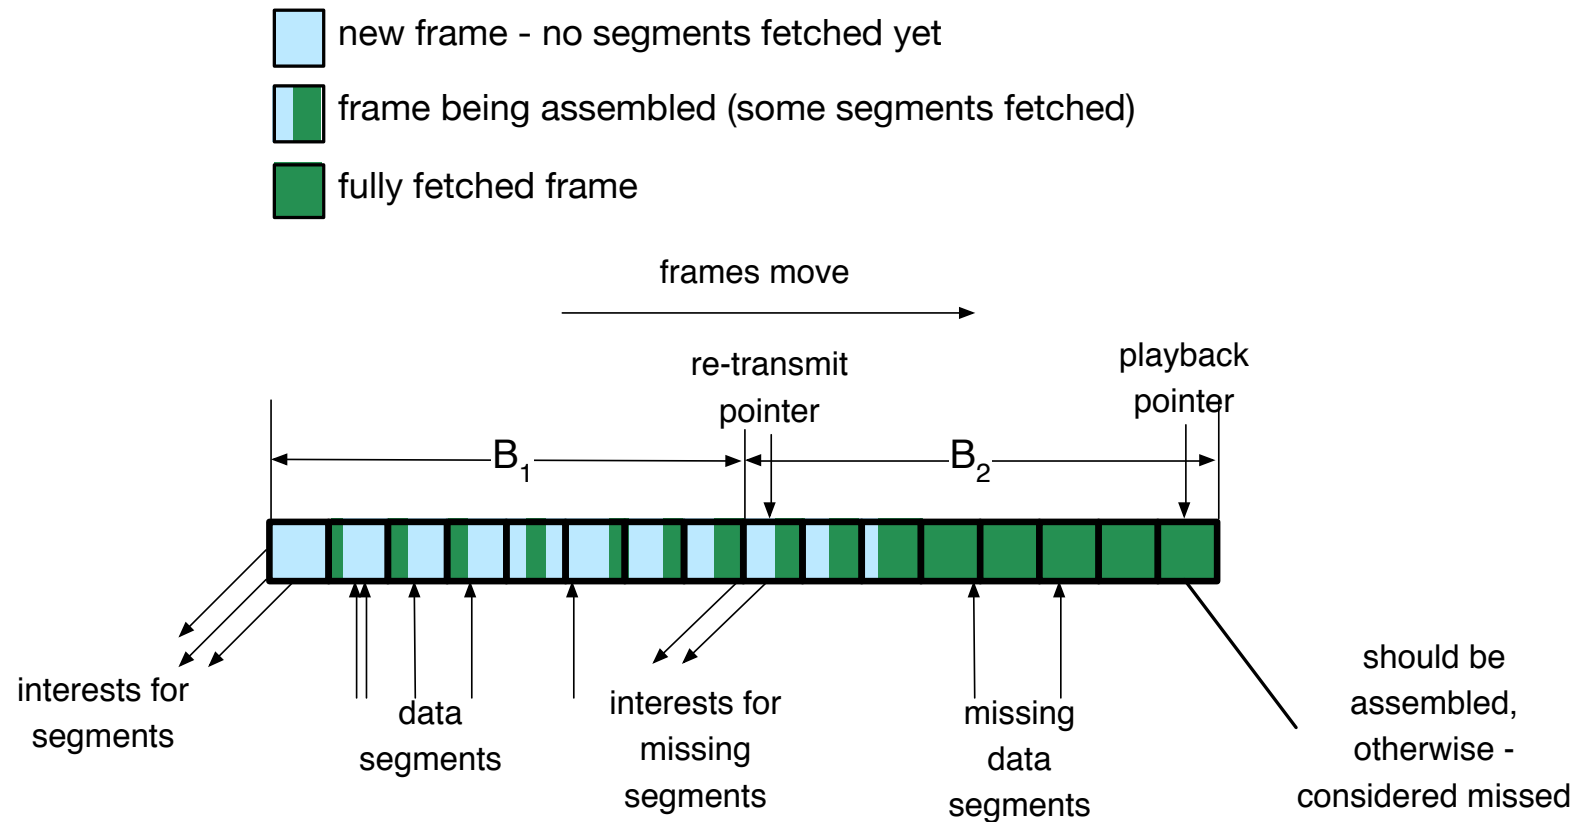 new frame - no segments fetched yet
frame being assembled (some segments fetched)
fully fetched frame
frames move
re-transmit
pointer
playback
pointer
B1
B2
interests for
segments
data
segments
interests for
missing
segments
missing
data
segments
should be
assembled,
otherwise -
considered missed